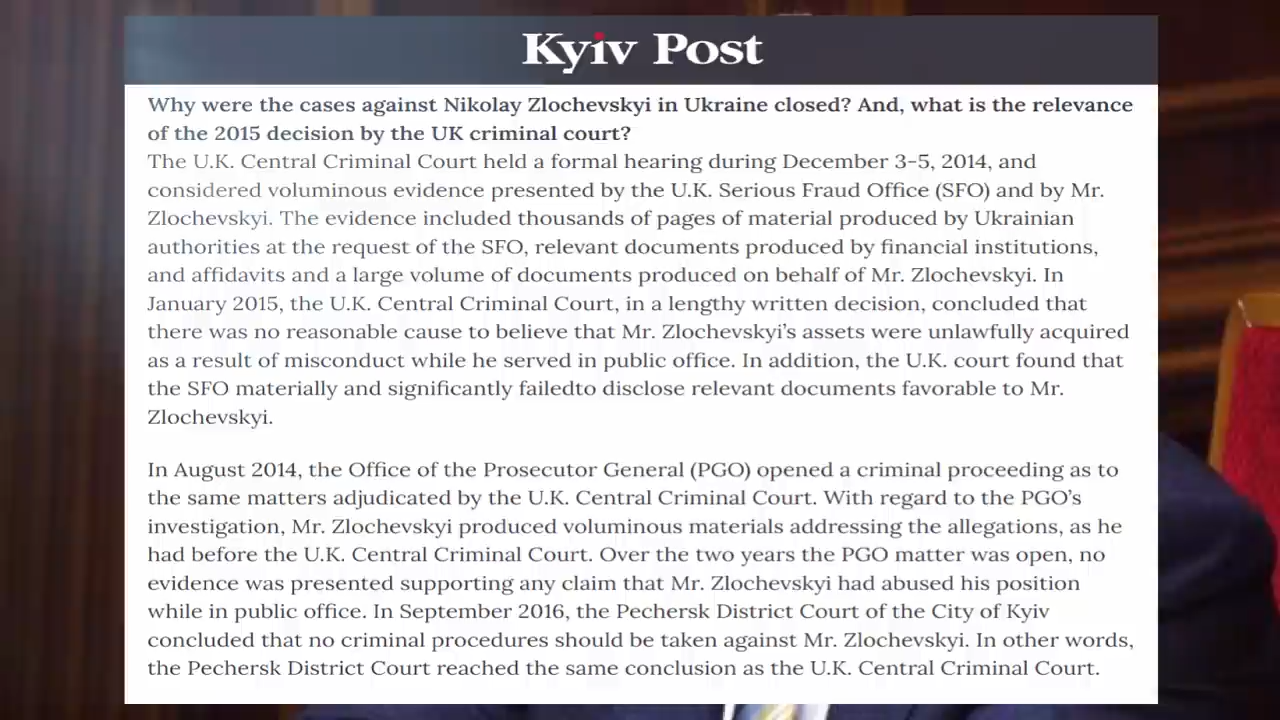 Kyiv Post
Why were the cases against Nikolay Zlochevskyi in Ukraine closed? And, what is the relevance
of the 2015 decision by the UK criminal court?
The U.K. Central Criminal Court held a formal hearing during December 3-5, 2014, and
considered voluminous evidence presented by the U.K. Serious Fraud Office (SFO) and by Mr.
Zlochevskyi. The evidence included thousands of pages of material produced by Ukrainian
authorities at the request of the SFO, relevant documents produced by financial institutions,
and affidavits and a large volume of documents produced on behalf of Mr. Zlochevskyi. In
January 2015, the U.K. Central Criminal Court, in a lengthy written decision, concluded that
there was no reasonable cause to believe that Mr. Zlochevskyi's assets were unlawfully acquired
as a result of misconduct while he served in public office. In addition, the U.K. court found that
the SFO materially and significantly failedto disclose relevant documents favorable to Mr.
Zlochevskyi.
In August 2014, the Office of the Prosecutor General (PGO) opened a criminal proceeding as to
the same matters adjudicated by the U.K. Central Criminal Court. With regard to the PGO's
investigation, Mr. Zlochevskyi produced voluminous materials addressing the allegations, as he
had before the U.K. Central Criminal Court. Over the two years the PGO matter was open, no
evidence was presented supporting any claim that Mr. Zlochevskyi had abused his position
while in public office. In September 2016, the Pechersk District Court of the City of Kyiv
concluded that no criminal procedures should be taken against Mr. Zlochevskyi. In other words,
the Pechersk District Court reached the same conclusion as the U.K. Central Criminal Court.